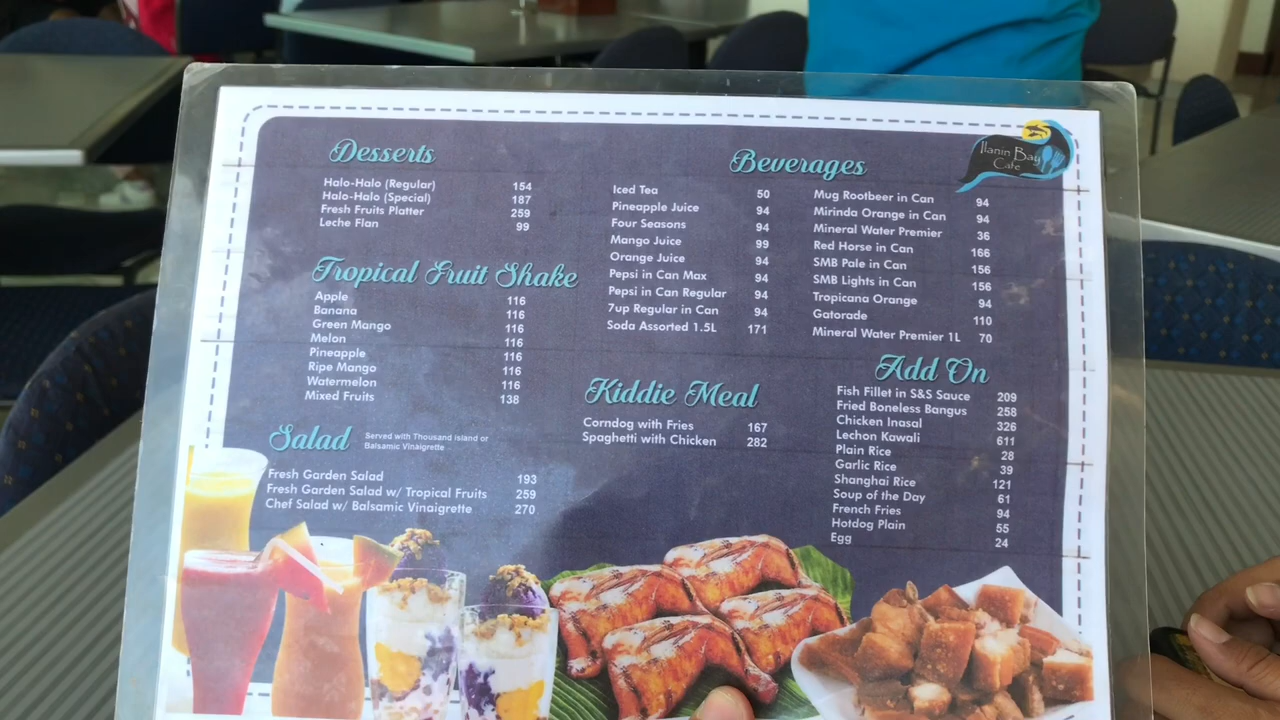 Desserts
Halo-Halo (Regular) 154
Halo-Halo (Special) 187
Fresh Fruits Platter 259
Leche Flan 99
Tropical Fruit Shake
Apple 116
Banana 116
Green Mango 116
Melon 116
Pineapple 116
Ripe Mango 116
Watermelon 116
Mixed Fruits 138
Salad Served with Thousand island or
Balsamic Vinaigrette
Fresh Garden Salad 193
Fresh Garden Salad w/ Tropical Fruits 259
Chef Salad w/ Balsamic Vinaigrette 270
Beverages
Iced Tea 50
Pineapple Juice 94
Four Seasons 94
Mango Juice 99
Orange Juice 94
Pepsi in Can Max 94
Pepsi in Can Regular 94
7up Regular in Can 94
Soda Assorted 1.5L 171
Mug Rootbeer in Can 94
Mirinda Orange in Can 94
Mineral Water Premier 36
Red Horse in Can 166
SMB Pale in Can 156
SMB Lights in Can 156
Tropicana Orange 94
Gatorade 110
Mineral Water Premier 1L 70
Kiddie Meal
Corndog with Fries 167
Spaghetti with Chicken 282
Add On
Fish Fillet in S&S Sauce 209
Fried Boneless Bangus 258
Chicken Inasal 326
Lechon Kawali 611
Plain Rice 28
Garlic Rice 39
Shanghai Rice 121
Soup of the Day 61
French Fries 94
Hotdog Plain 55
Egg 24
Ilanin Bay
Cafe